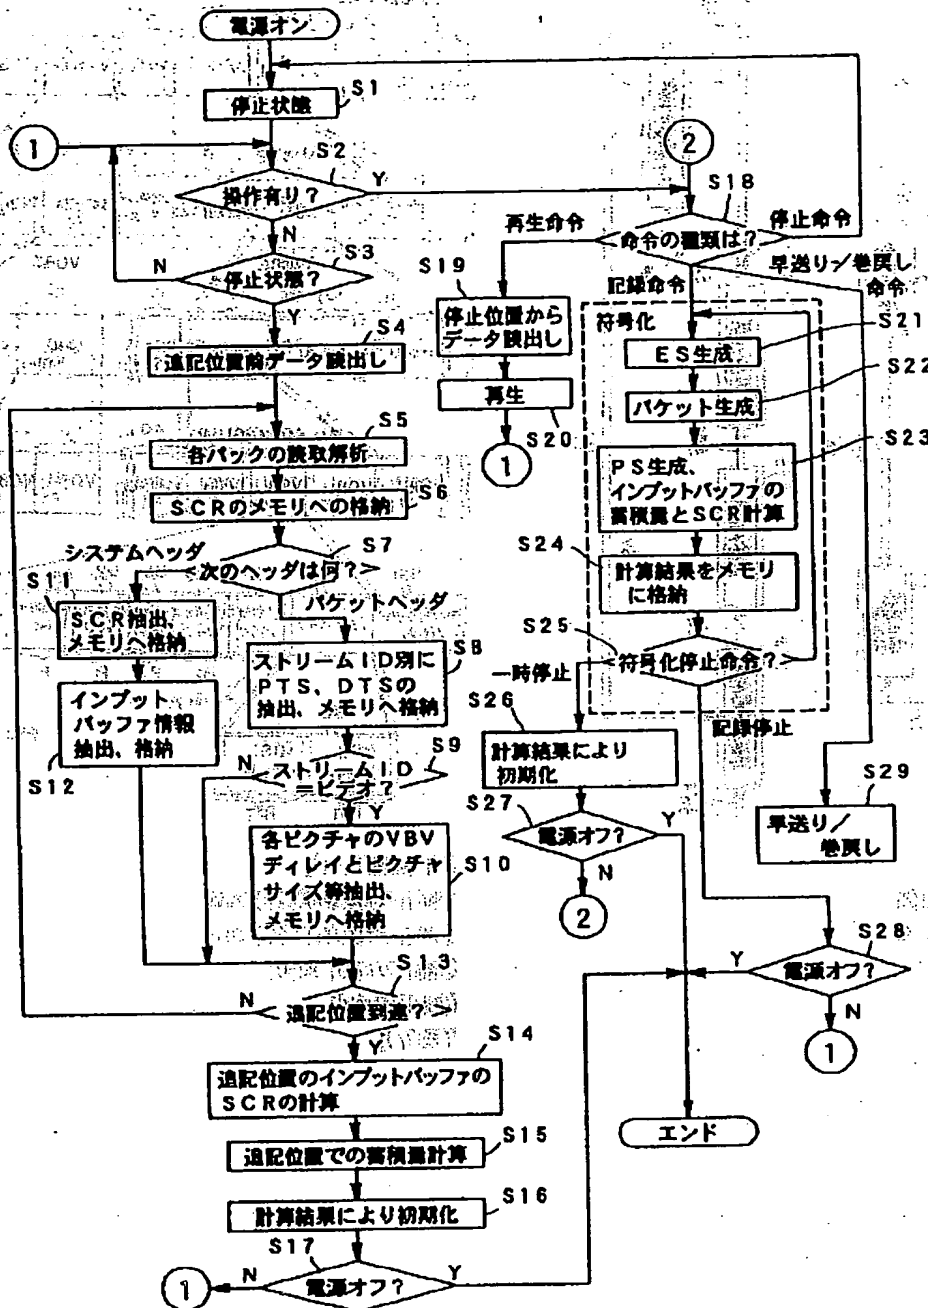 電源オン
停止状態
S1
1
S2
操作有り?
Y
N
S3
停止状態?
N
Y
S4
追記位置前データ読出し
S5
各パックの読取解析
S6
SCRのメモリへの格納
S7
システムヘッダ
次のヘッダは何?
パケットヘッダ
S11
SCR抽出、
メモリへ格納
S8
ストリームID別に
PTS、DTSの
抽出、メモリへ格納
インプット
バッファ情報
抽出、格納
S12
S9
N
ストリームID
=ビデオ?
Y
各ピクチャのVBV
ディレイとピクチャ
サイズ等抽出、
メモリへ格納
S10
S13
N
追記位置到達?
Y
S14
追記位置のインプットバッファの
SCRの計算
S15
追記位置での蓄積量計算
S16
計算結果により初期化
S17
1
N
電源オフ?
Y
2
S18
再生命令
命令の種類は?
停止命令
早送り/巻戻し
命令
記録命令
S19
停止位置から
データ読出し
再生
S20
1
符号化
ES生成
S21
パケット生成
S22
PS生成、
インプットバッファの
蓄積量とSCR計算
S23
S24
計算結果をメモリ
に格納
S25
符号化停止命令?
一時停止
記録停止
S26
計算結果により
初期化
S27
電源オフ?
Y
N
2
S29
早送り/
巻戻し
S28
Y
電源オフ?
N
1
エンド